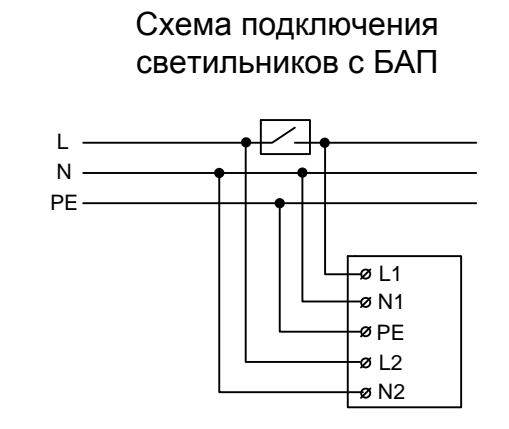 Схема подключения
светильников с БАП
L
N
PE
L1
N1
PE
L2
N2